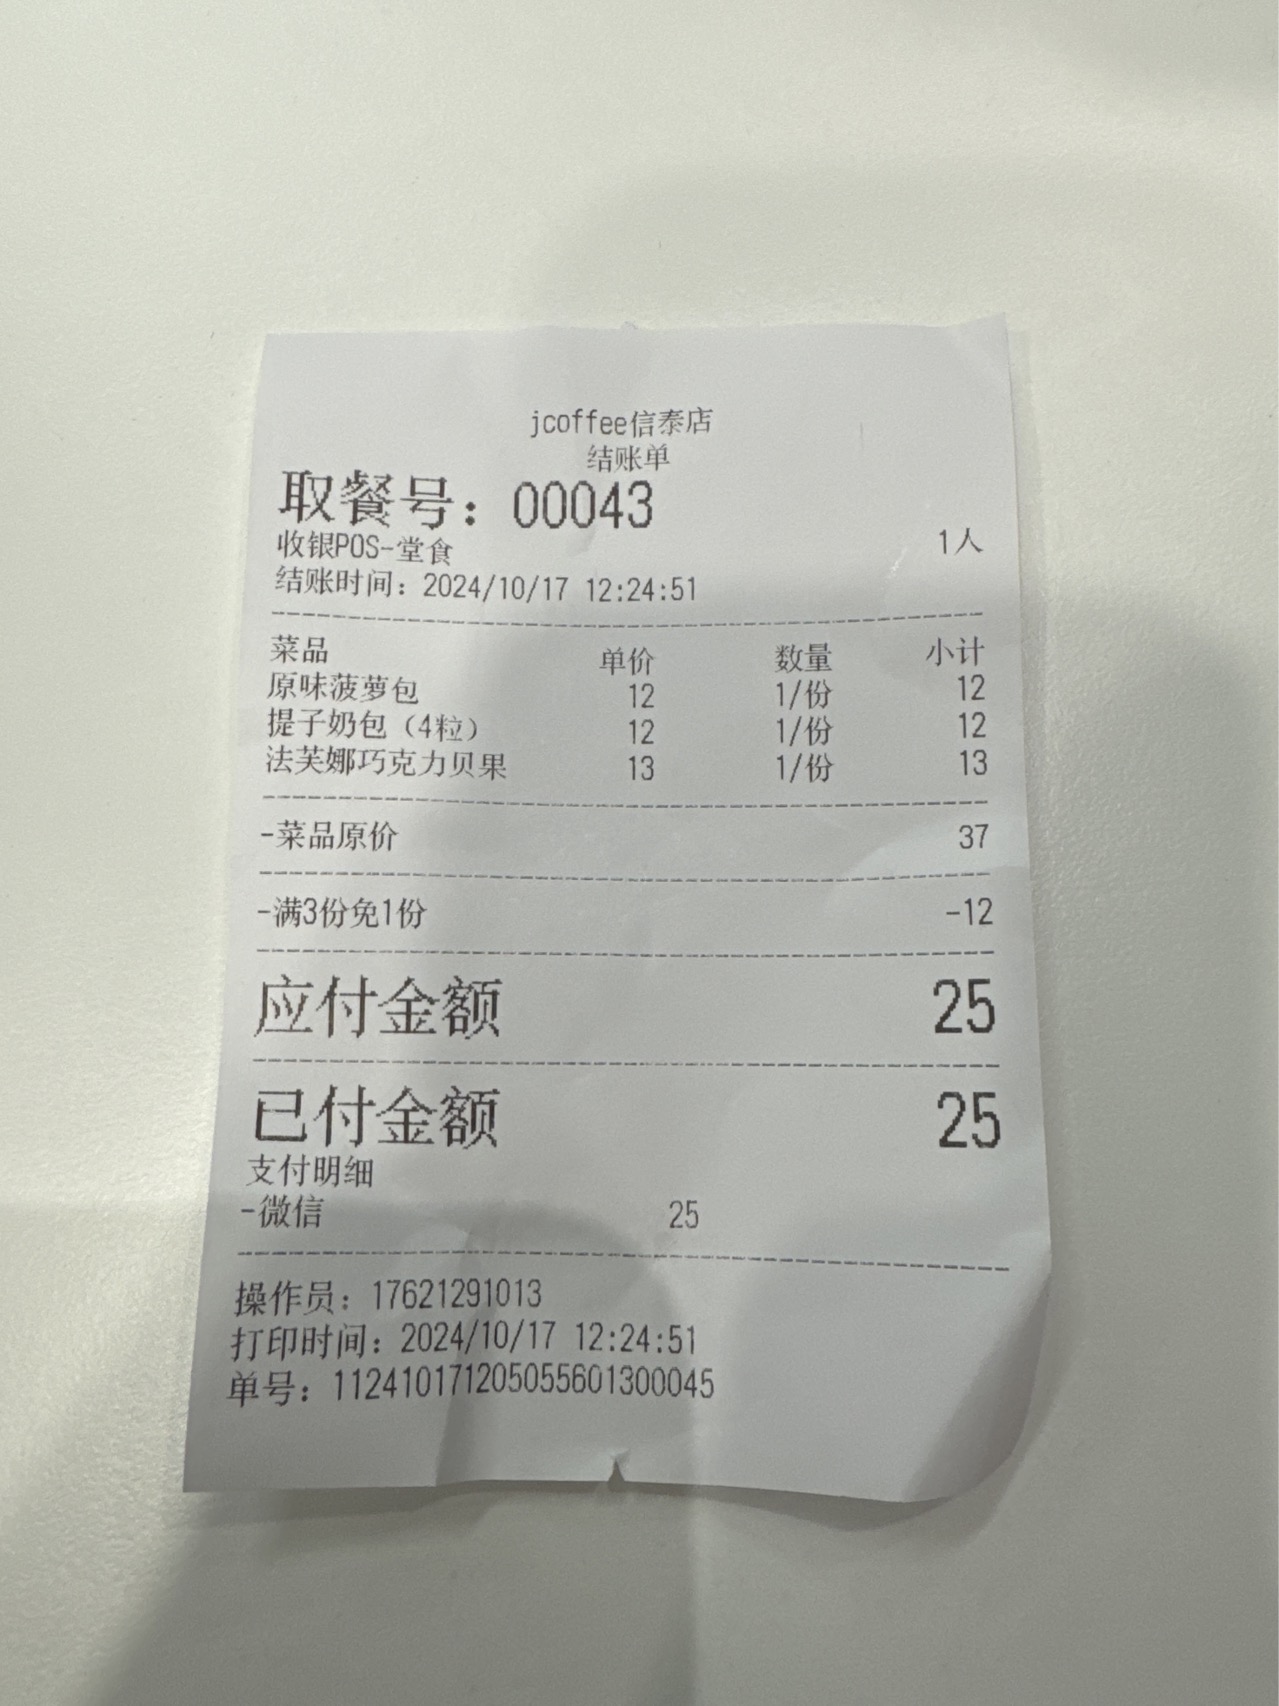 jcoffee信泰店
结账单
取餐号：00043
收银POS-堂食 1人
结账时间：2024/10/17 12:24:51
菜品 单价 数量 小计
原味菠萝包 12 1/份 12
提子奶包（4粒） 12 1/份 12
法芙娜巧克力贝果 13 1/份 13
-菜品原价 37
-满3份免1份 -12
应付金额 25
已付金额 25
支付明细
-微信 25
操作员：17621291013
打印时间：2024/10/17 12:24:51
单号：112410171205055601300045